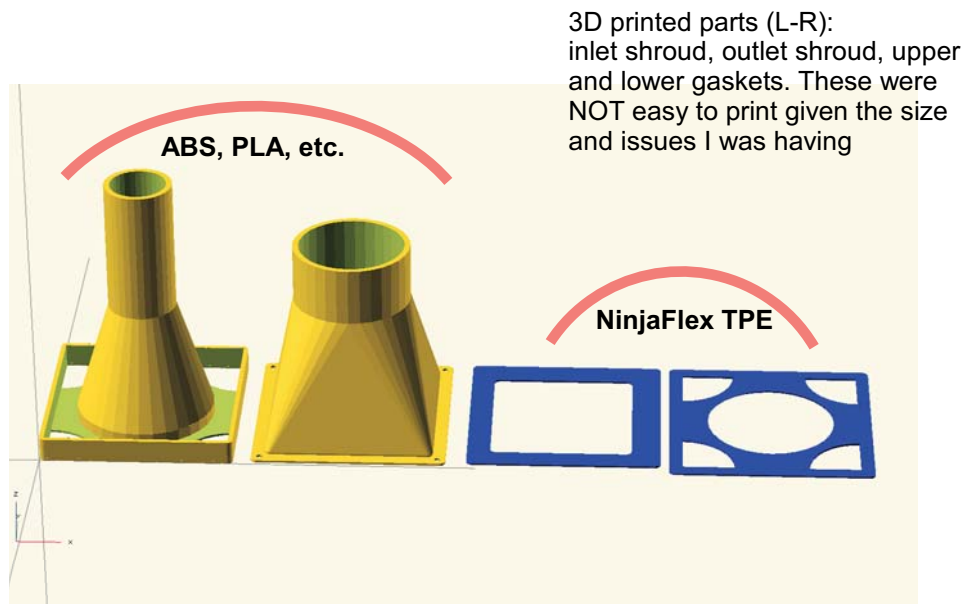 3D printed parts (L-R):
inlet shroud, outlet shroud, upper
and lower gaskets. These were
NOT easy to print given the size
and issues I was having
ABS, PLA, etc.
NinjaFlex TPE
z
x